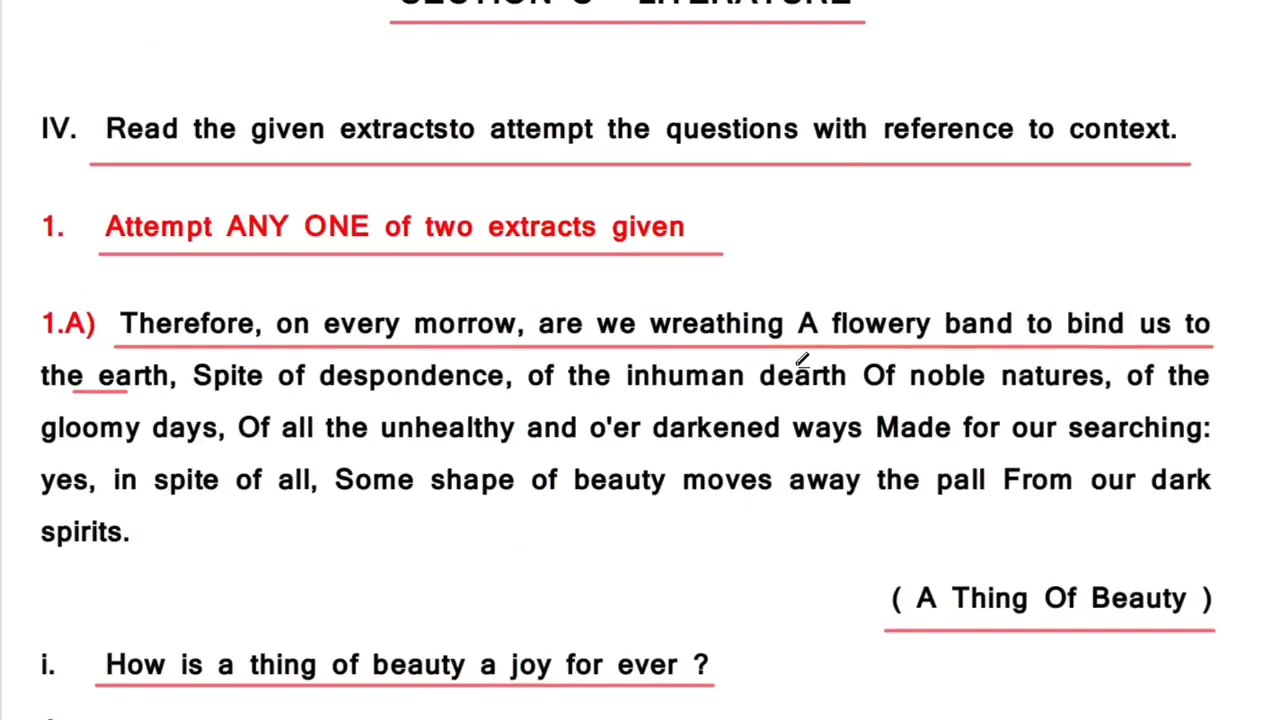 SECTION C - LITERATURE
IV. Read the given extractsto attempt the questions with reference to context.
1. Attempt ANY ONE of two extracts given
1.A) Therefore, on every morrow, are we wreathing A flowery band to bind us to
the earth, Spite of despondence, of the inhuman dearth Of noble natures, of the
gloomy days, Of all the unhealthy and o'er darkened ways Made for our searching:
yes, in spite of all, Some shape of beauty moves away the pall From our dark
spirits.
( A Thing Of Beauty )
i. How is a thing of beauty a joy for ever ?